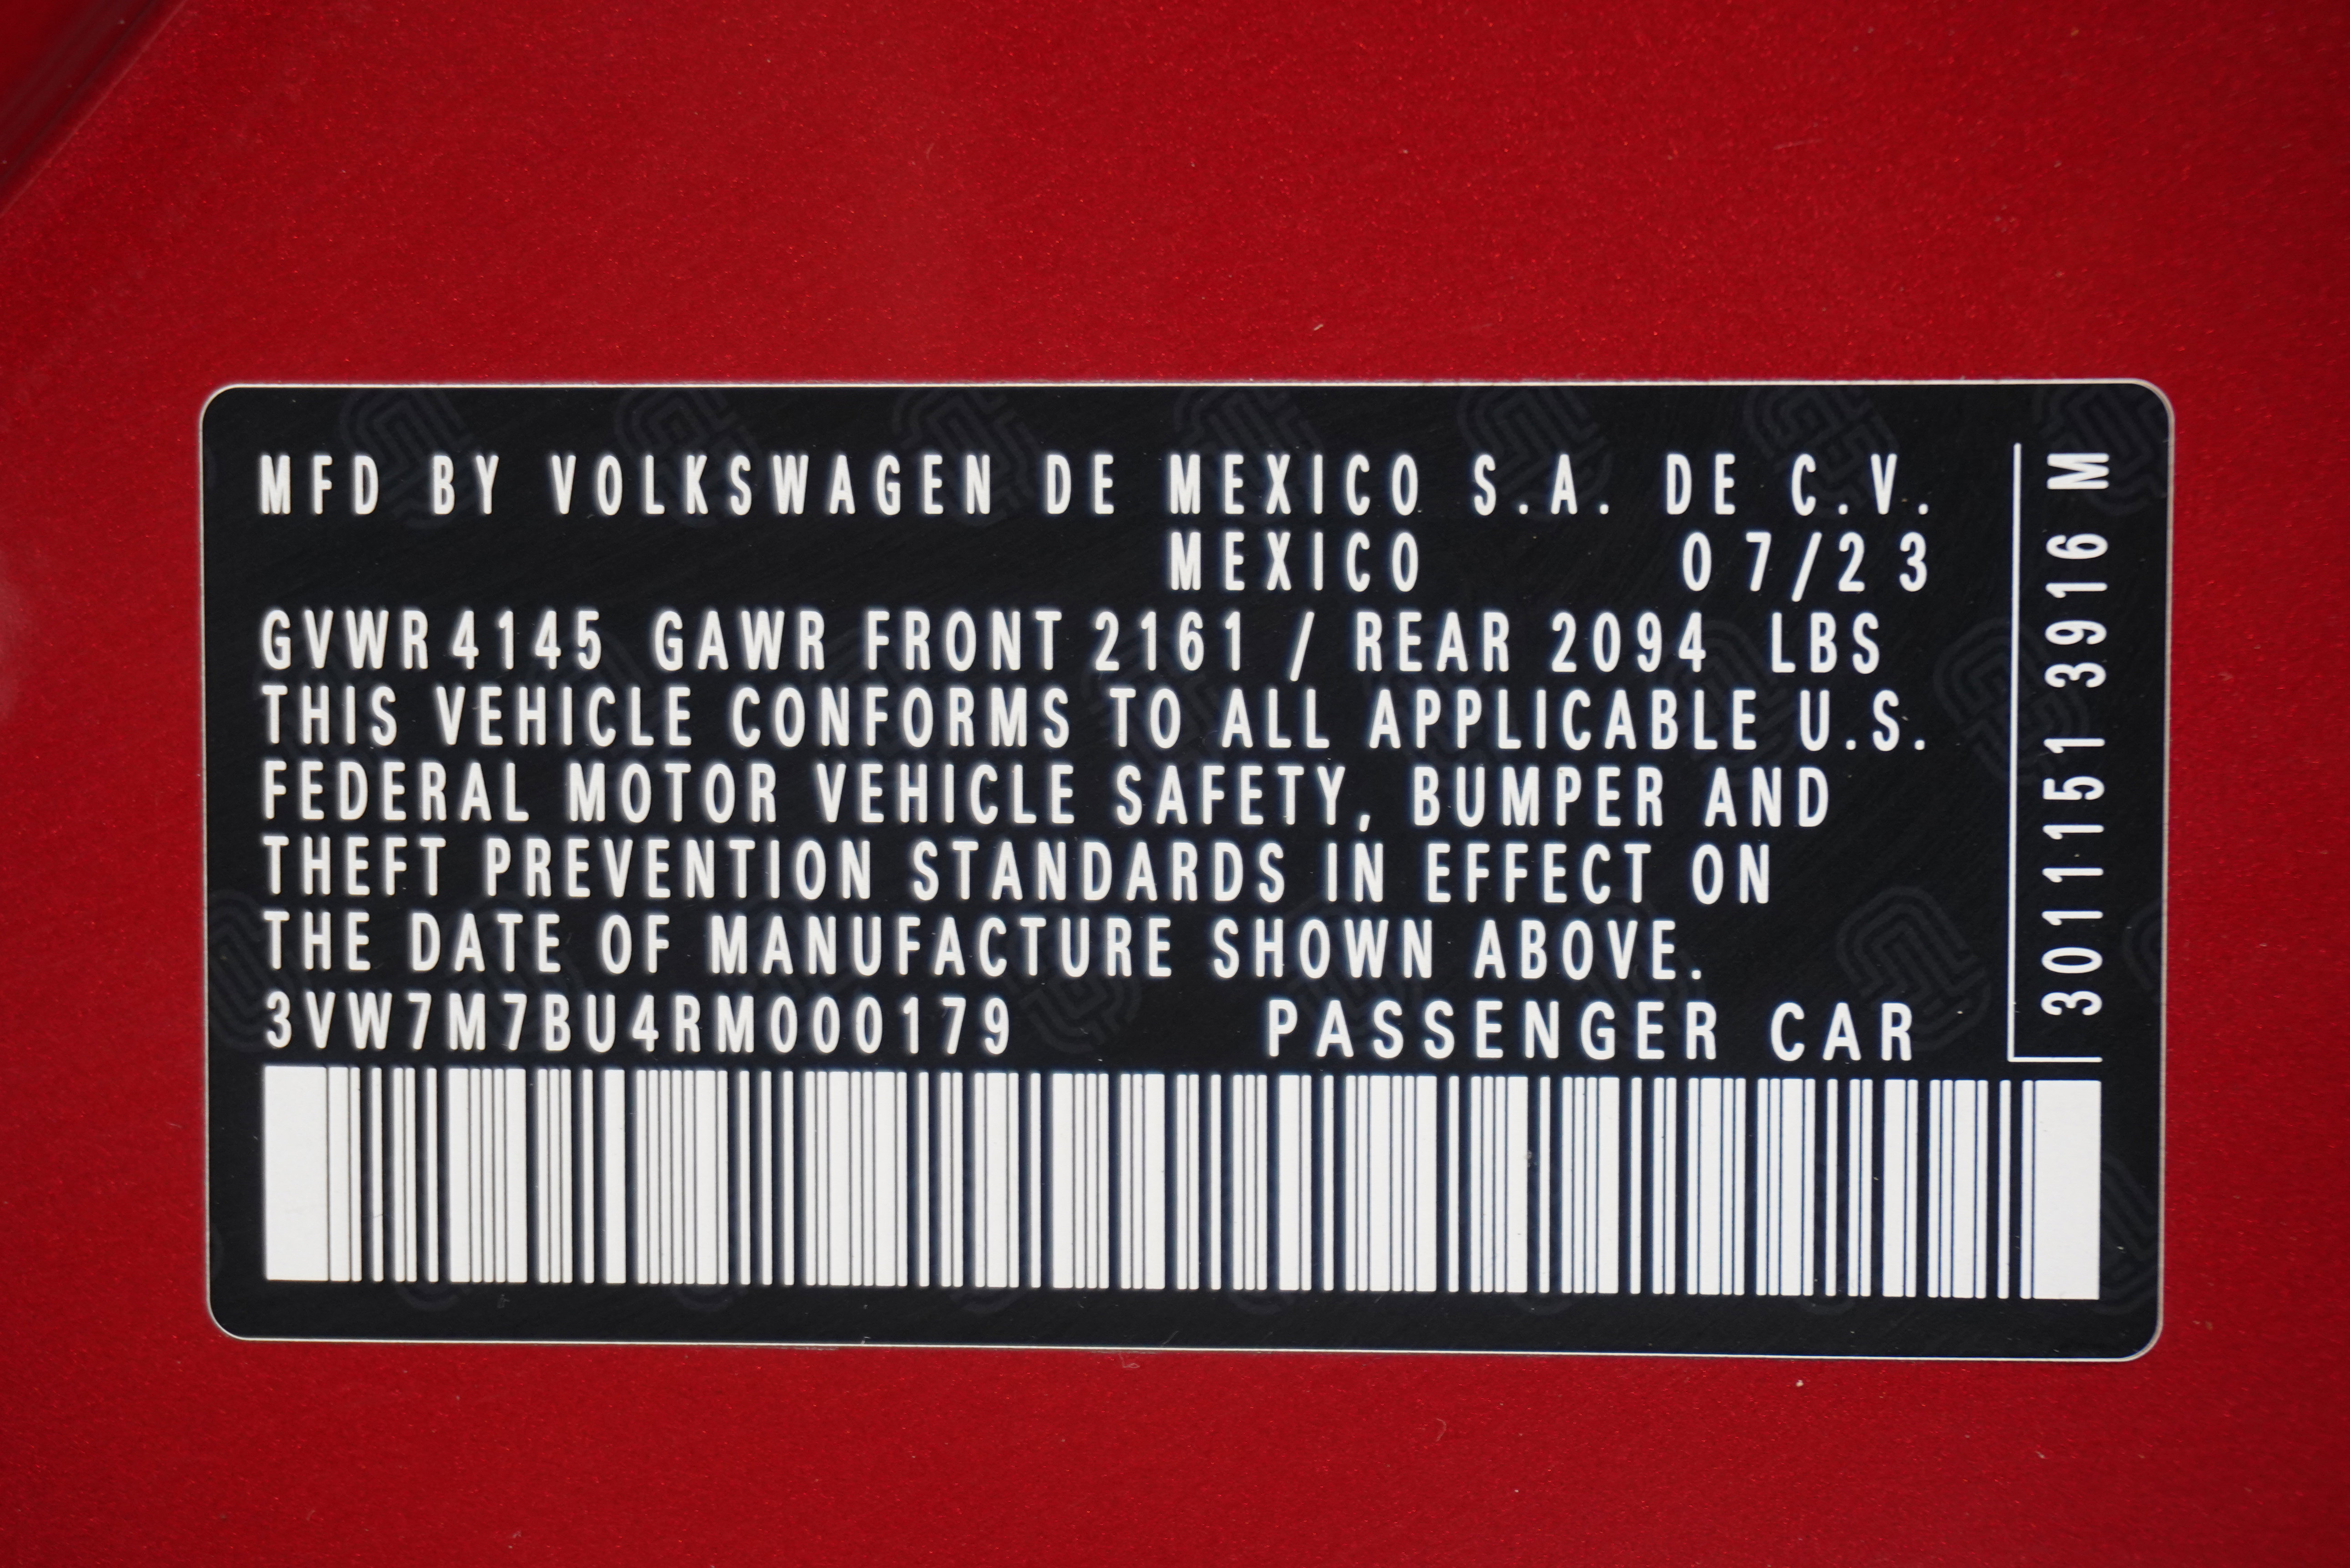 MFD BY VOLKSWAGEN DE MEXICO S.A. DE C.V.
MEXICO 07/23
GVWR 4145 GAWR FRONT 2161 / REAR 2094 LBS
THIS VEHICLE CONFORMS TO ALL APPLICABLE U.S.
FEDERAL MOTOR VEHICLE SAFETY, BUMPER AND
THEFT PREVENTION STANDARDS IN EFFECT ON
THE DATE OF MANUFACTURE SHOWN ABOVE.
3VW7M7BU4RM000179 PASSENGER CAR
301 1151 3916 M